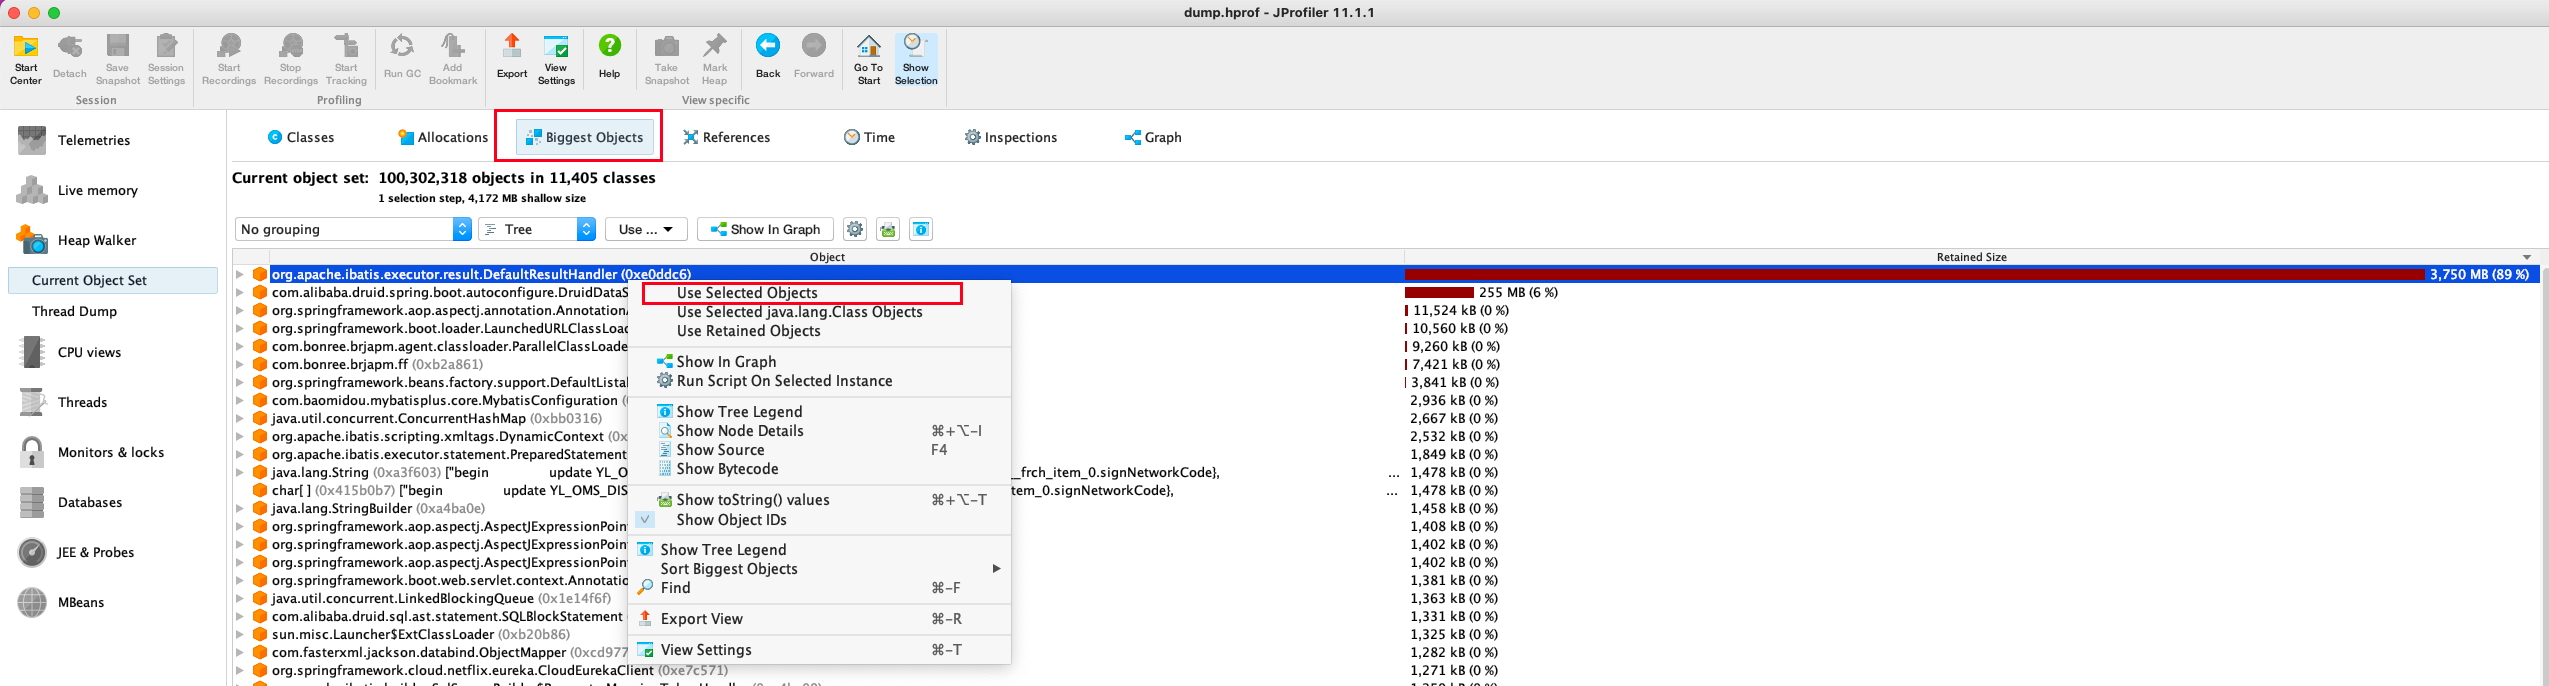 dump.hprof - JProfiler 11.1.1
Start Center
Detach
Save Snapshot
Session Settings
Start Recordings
Stop Recordings
Start Tracking
Run GC
Add Bookmark
Export
View Settings
Help
Take Snapshot
Mark Heap
Back
Forward
Go To Start
Show Selection
Session
Profiling
View specific
Telemetries
Live memory
Heap Walker
Current Object Set
Thread Dump
CPU views
Threads
Monitors & locks
Databases
JEE & Probes
MBeans
Classes
Allocations
Biggest Objects
References
Time
Inspections
Graph
Current object set: 100,302,318 objects in 11,405 classes
1 selection step, 4,172 MB shallow size
No grouping
Tree
Use ...
Show In Graph
Object
Retained Size
org.apache.ibatis.executor.result.DefaultResultHandler (0xe0ddc6) 3,750 MB (89 %)
com.alibaba.druid.spring.boot.autoconfigure.DruidDataS 255 MB (6 %)
org.springframework.aop.aspectj.annotation.AnnotationA 11,524 kB (0 %)
org.springframework.boot.loader.LaunchedURLClassLoad 10,560 kB (0 %)
com.bonree.brjapm.agent.classloader.ParallelClassLoade 9,260 kB (0 %)
com.bonree.brjapm.ff (0xb2a861) 7,421 kB (0 %)
org.springframework.beans.factory.support.DefaultLista 3,841 kB (0 %)
com.baomidou.mybatisplus.core.MybatisConfiguration ( 2,936 kB (0 %)
java.util.concurrent.ConcurrentHashMap (0xbb0316) 2,667 kB (0 %)
org.apache.ibatis.scripting.xmltags.DynamicContext (0x 2,532 kB (0 %)
org.apache.ibatis.executor.statement.PreparedStatement 1,849 kB (0 %)
java.lang.String (0xa3f603) ["begin update YL_O _frch_item_0.signNetworkCode}, ... 1,478 kB (0 %)
char[ ] (0x415b0b7) ["begin update YL_OMS_DIS tem_0.signNetworkCode}, ... 1,478 kB (0 %)
java.lang.StringBuilder (0xa4ba0e) 1,458 kB (0 %)
org.springframework.aop.aspectj.AspectJExpressionPoin 1,408 kB (0 %)
org.springframework.aop.aspectj.AspectJExpressionPoin 1,402 kB (0 %)
org.springframework.aop.aspectj.AspectJExpressionPoin 1,402 kB (0 %)
org.springframework.boot.web.servlet.context.Annotatio 1,381 kB (0 %)
java.util.concurrent.LinkedBlockingQueue (0x1e14f6f) 1,363 kB (0 %)
com.alibaba.druid.sql.ast.statement.SQLBlockStatement 1,331 kB (0 %)
sun.misc.Launcher$ExtClassLoader (0xb20b86) 1,325 kB (0 %)
com.fasterxml.jackson.databind.ObjectMapper (0xcd977 1,282 kB (0 %)
org.springframework.cloud.netflix.eureka.CloudEurekaClient (0xe7c571) 1,271 kB (0 %)
Use Selected Objects
Use Selected java.lang.Class Objects
Use Retained Objects
Show In Graph
Run Script On Selected Instance
Show Tree Legend
Show Node Details ⌘+⌥-I
Show Source F4
Show Bytecode
Show toString() values ⌘+⌥-T
Show Object IDs
Show Tree Legend
Sort Biggest Objects
Find ⌘-F
Export View ⌘-R
View Settings ⌘-T